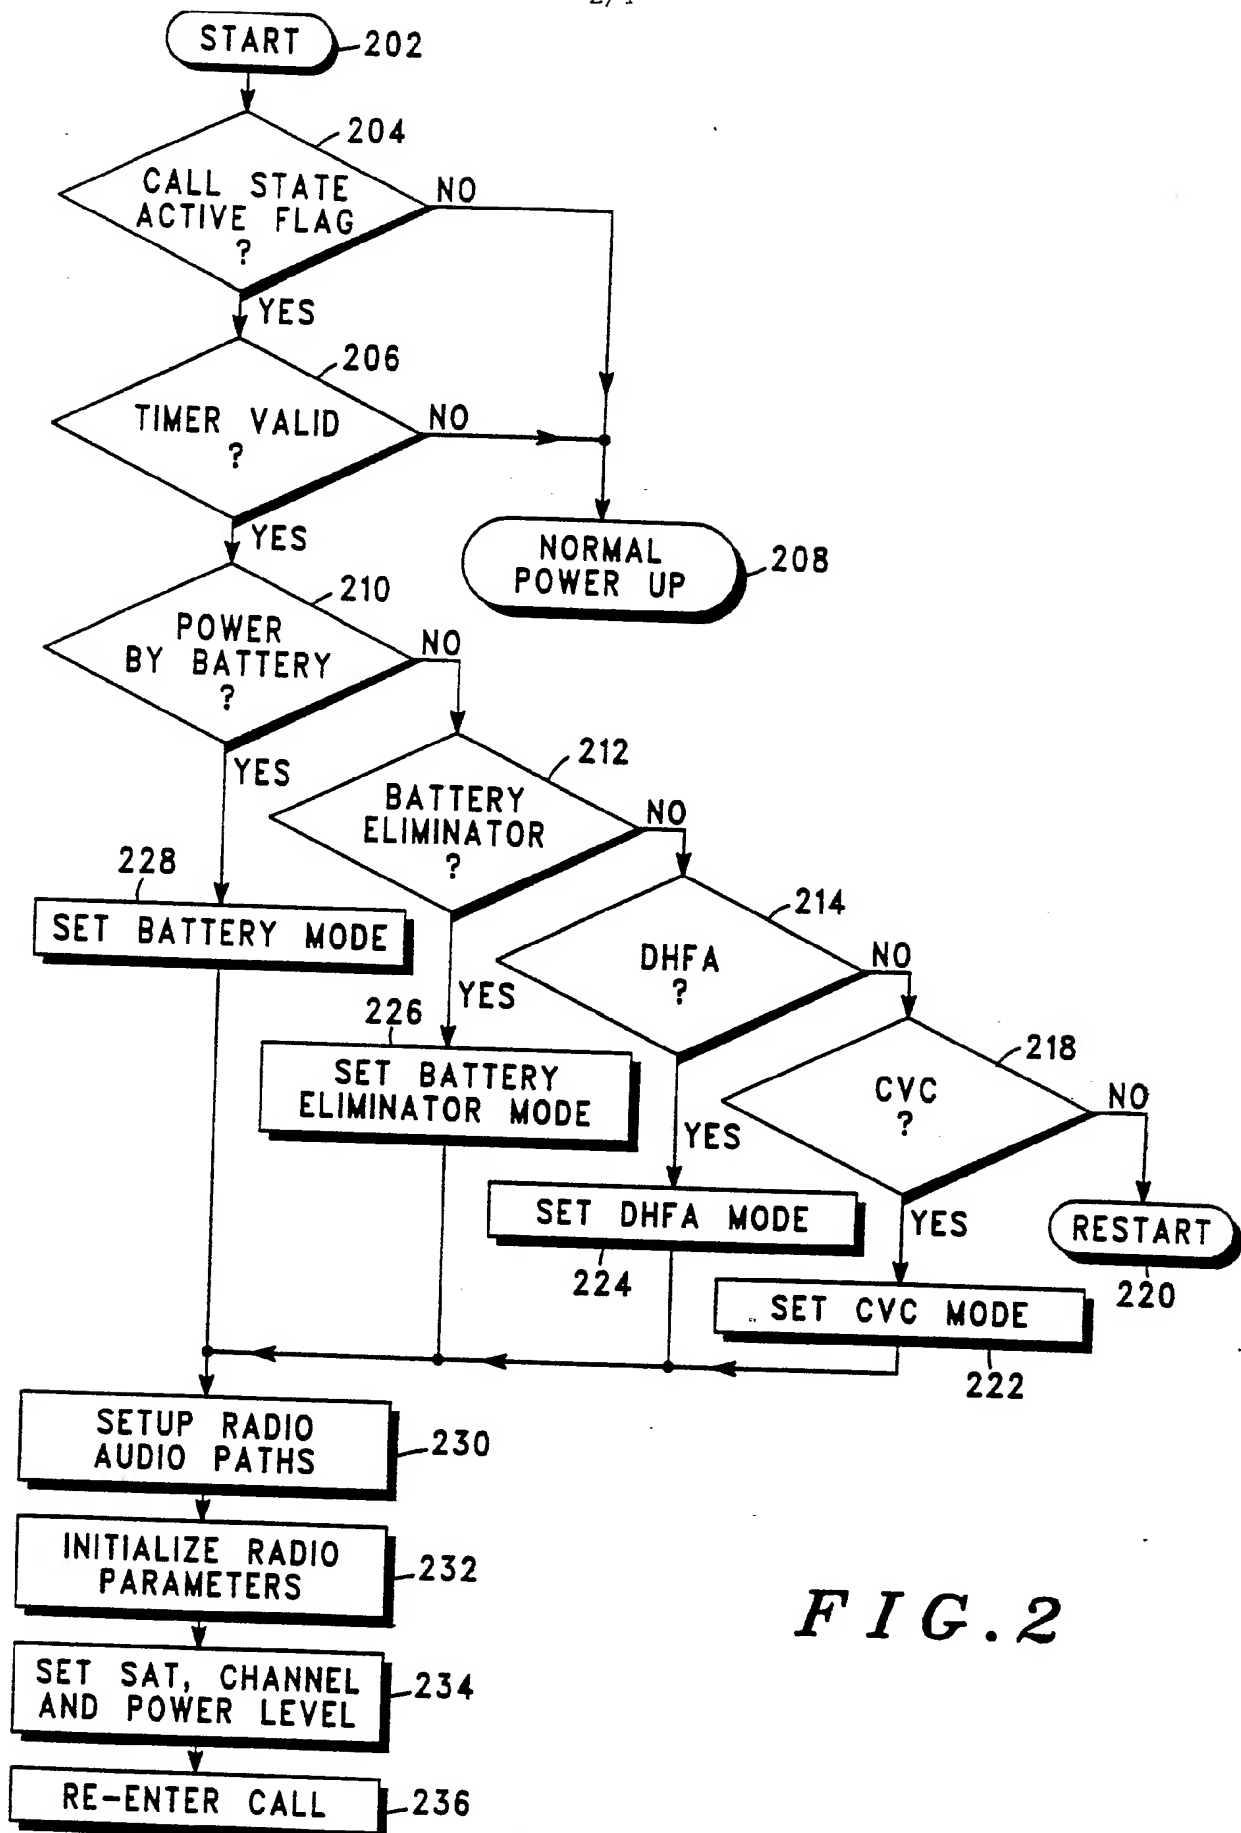 START
202
204
CALL STATE
ACTIVE FLAG
?
NO
YES
206
TIMER VALID
?
NO
YES
NORMAL
POWER UP
208
210
POWER
BY BATTERY
?
NO
YES
212
BATTERY
ELIMINATOR
?
NO
YES
228
SET BATTERY MODE
214
DHFA
?
NO
YES
226
SET BATTERY
ELIMINATOR MODE
218
CVC
?
NO
YES
SET DHFA MODE
224
RESTART
220
SET CVC MODE
222
SETUP RADIO
AUDIO PATHS
230
INITIALIZE RADIO
PARAMETERS
232
SET SAT, CHANNEL
AND POWER LEVEL
234
RE-ENTER CALL
236
FIG.2